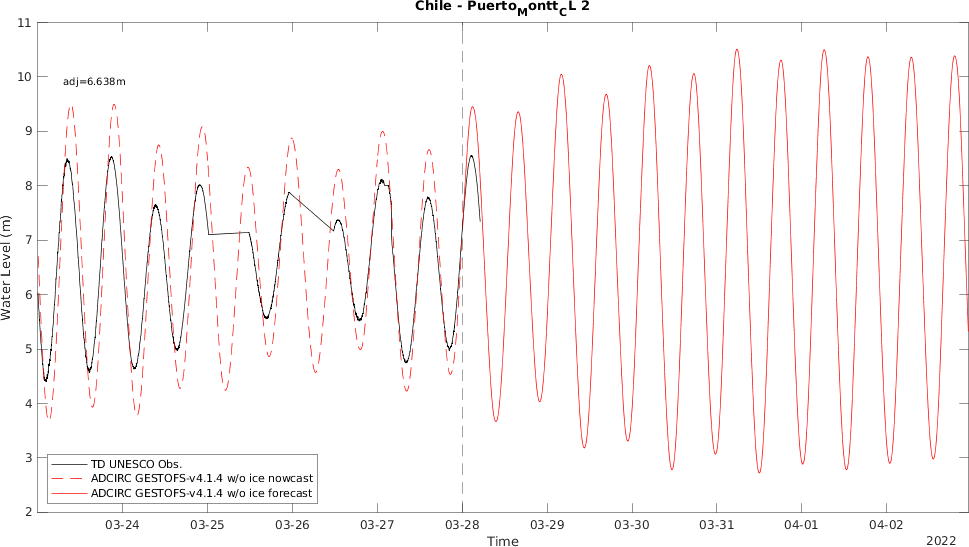 Chile - PuertoMonttCL 2
adj=6.638m
Water Level (m)
11
10
9
8
7
6
5
4
3
2
TD UNESCO Obs.
ADCIRC GESTOFS-v4.1.4 w/o ice nowcast
ADCIRC GESTOFS-v4.1.4 w/o ice forecast
03-24 03-25 03-26 03-27 03-28 03-29 03-30 03-31 04-01 04-02
Time
2022